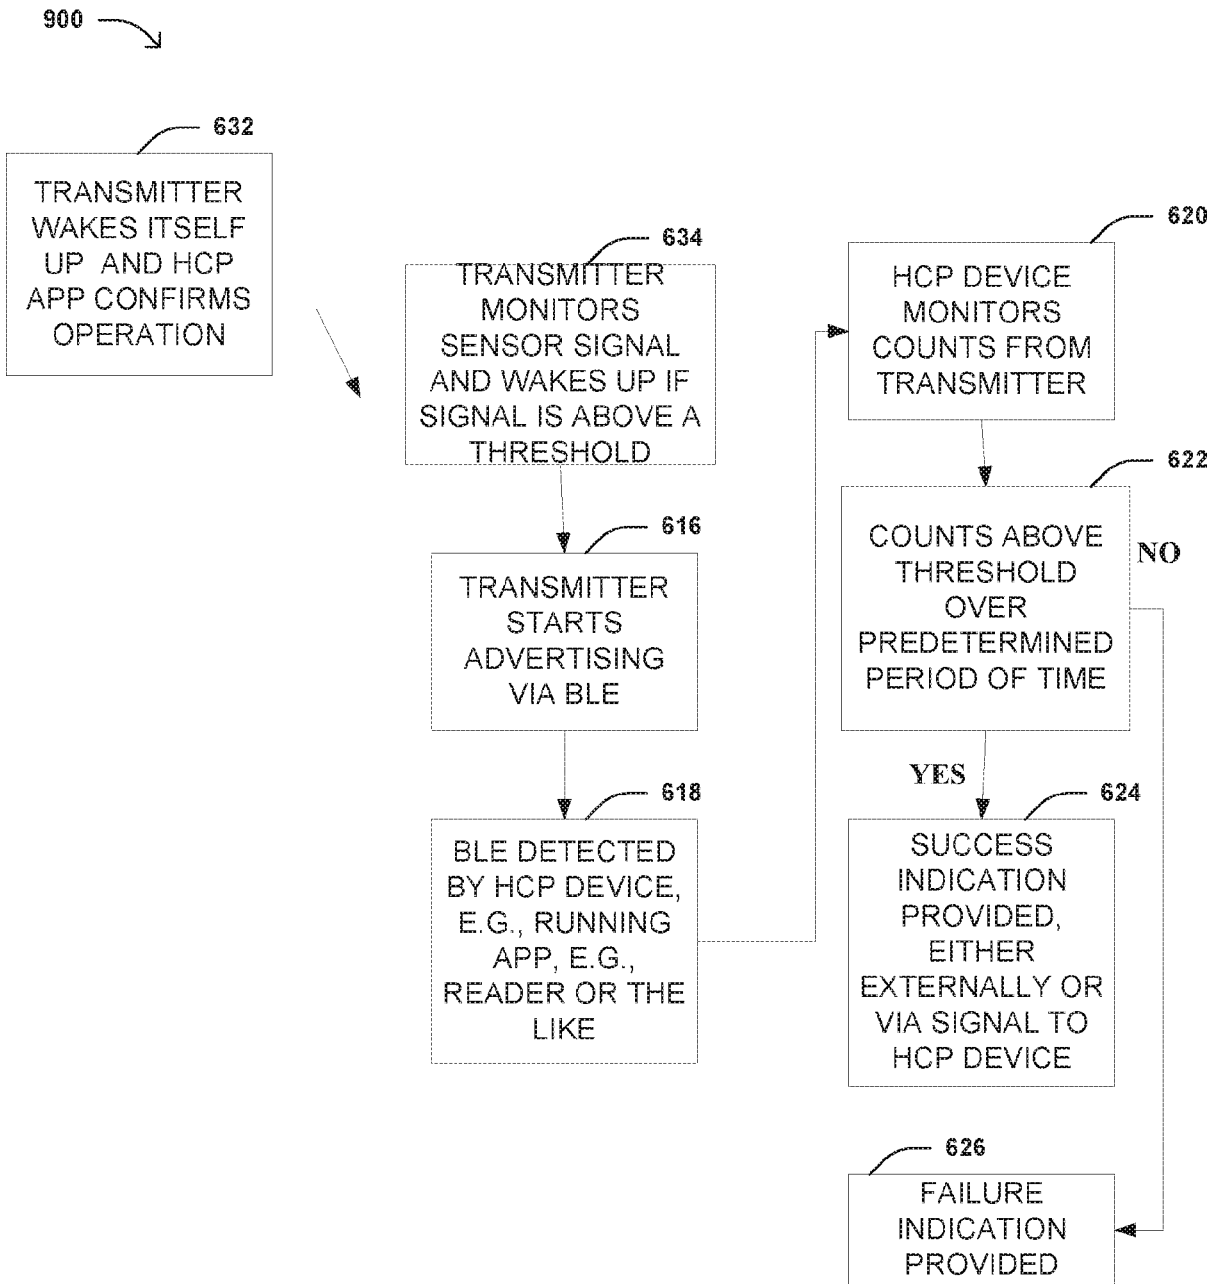 900
632
TRANSMITTER
WAKES ITSELF
UP AND HCP
APP CONFIRMS
OPERATION
634
TRANSMITTER
MONITORS
SENSOR SIGNAL
AND WAKES UP IF
SIGNAL IS ABOVE A
THRESHOLD
616
TRANSMITTER
STARTS
ADVERTISING
VIA BLE
618
BLE DETECTED
BY HCP DEVICE,
E.G., RUNNING
APP, E.G.,
READER OR THE
LIKE
620
HCP DEVICE
MONITORS
COUNTS FROM
TRANSMITTER
622
COUNTS ABOVE
THRESHOLD
OVER
PREDETERMINED
PERIOD OF TIME
NO
YES
624
SUCCESS
INDICATION
PROVIDED,
EITHER
EXTERNALLY OR
VIA SIGNAL TO
HCP DEVICE
626
FAILURE
INDICATION
PROVIDED